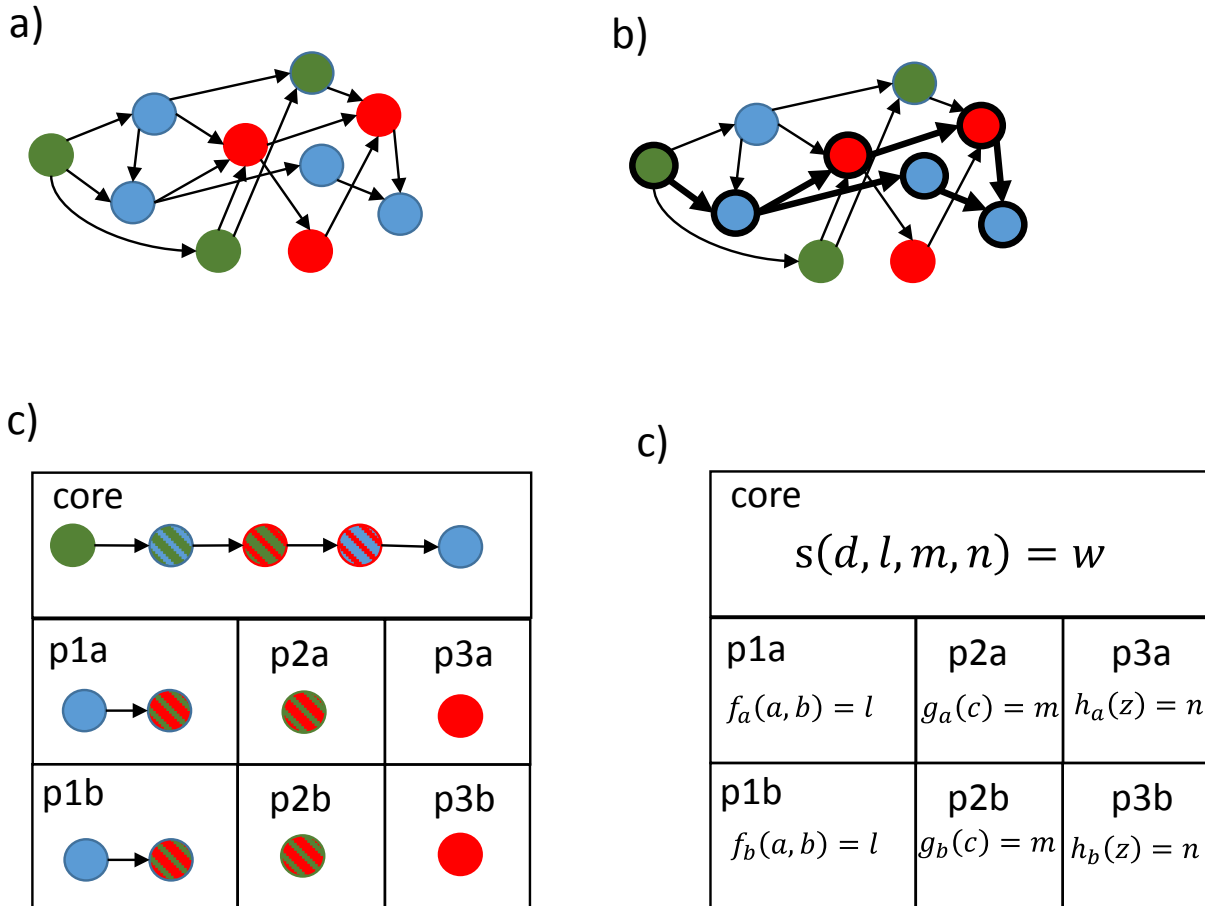 a)
b)
c)
core
p1a
p2a
p3a
p1b
p2b
p3b
c)
core
s(d, l, m, n) = w
p1a
p2a
p3a
f_a(a, b) = l
g_a(c) = m
h_a(z) = n
p1b
p2b
p3b
f_b(a, b) = l
g_b(c) = m
h_b(z) = n